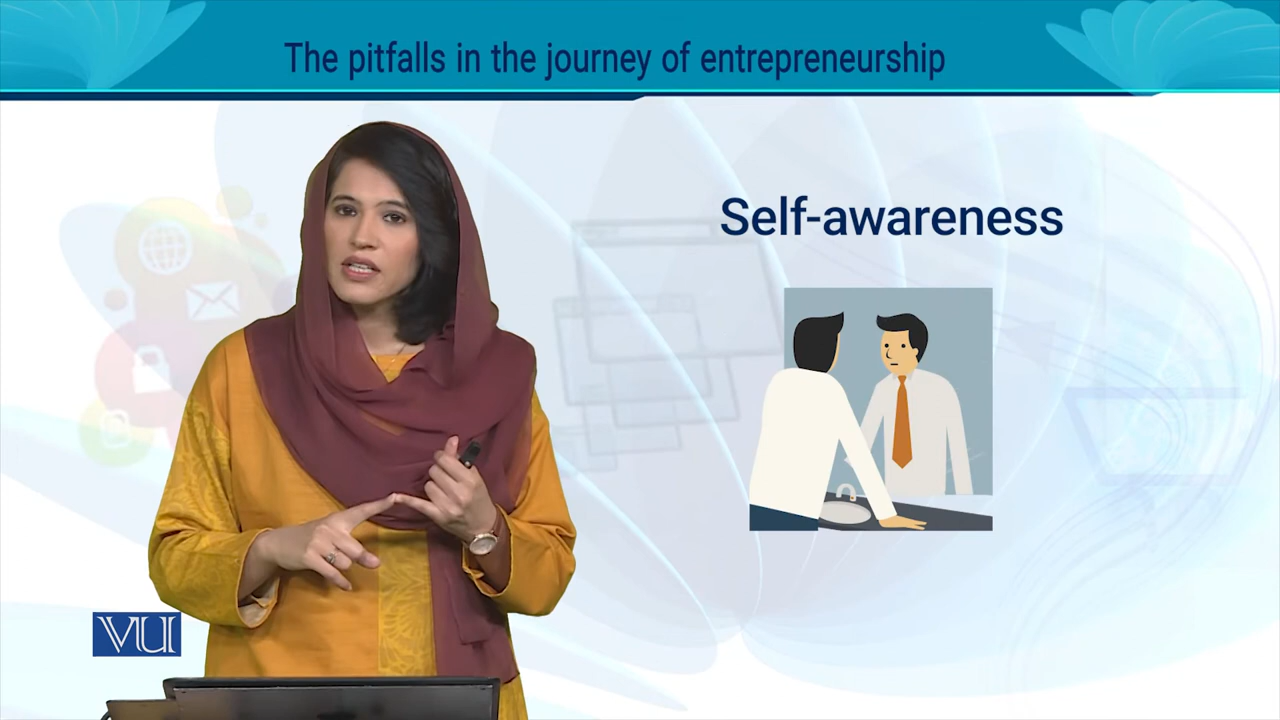 The pitfalls in the journey of entrepreneurship
Self-awareness
VU